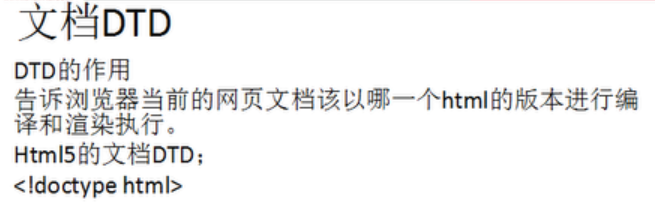 文档DTD
DTD的作用
告诉浏览器当前的网页文档该以哪一个html的版本进行编
译和渲染执行。
Html5的文档DTD；
<!doctype html>